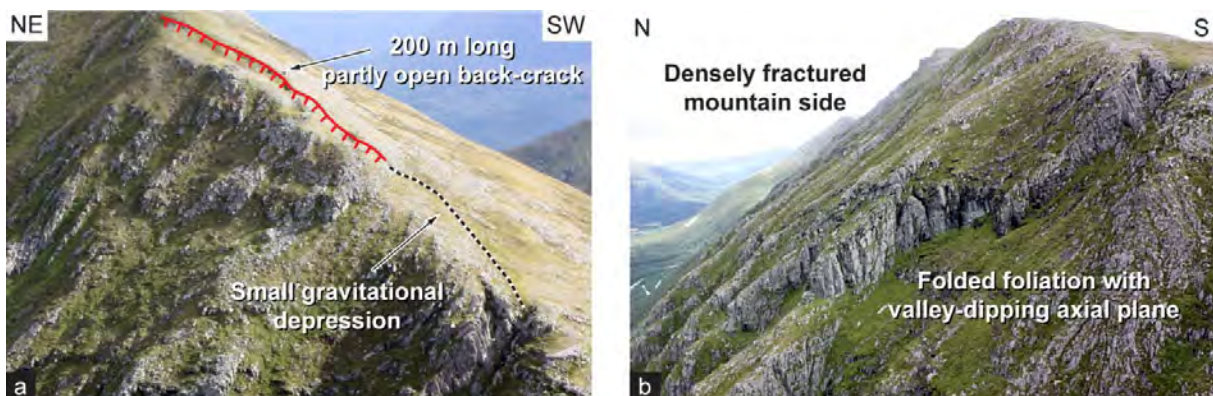 NE
SW
200 m long
partly open back-crack
Small gravitational
depression
a
N
S
Densely fractured
mountain side
Folded foliation with
valley-dipping axial plane
b